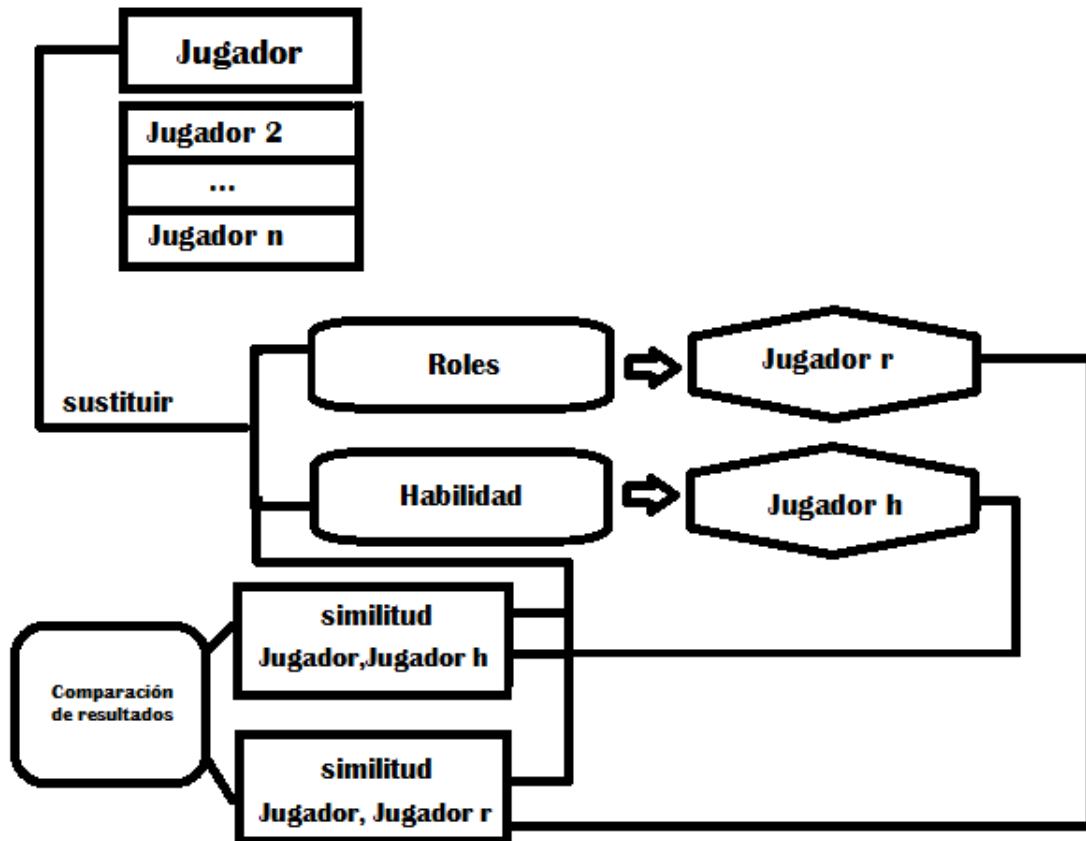 Jugador
Jugador 2
...
Jugador n
sustituir
Roles
Jugador r
Habilidad
Jugador h
similitud
Jugador,Jugador h
Comparación
de resultados
similitud
Jugador, Jugador r